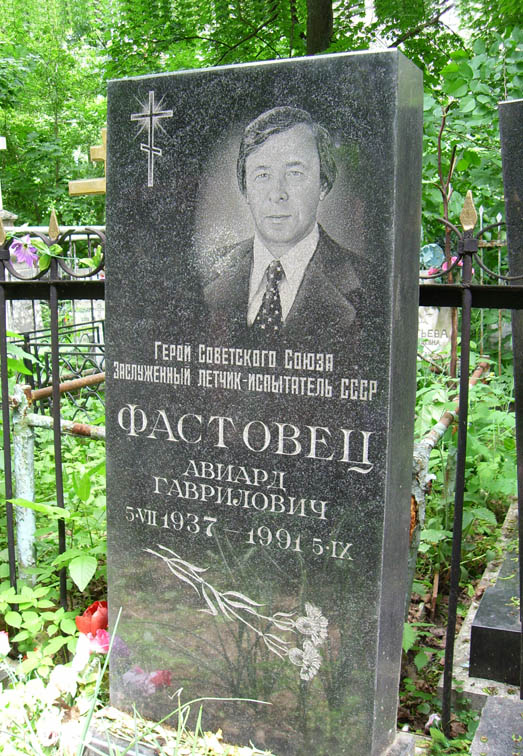 Герой Советского Союза
заслуженный летчик-испытатель СССР
ФАСТОВЕЦ
АВИАРД
ГАВРИЛОВИЧ
5·VII 1937 — 1991 5·IX